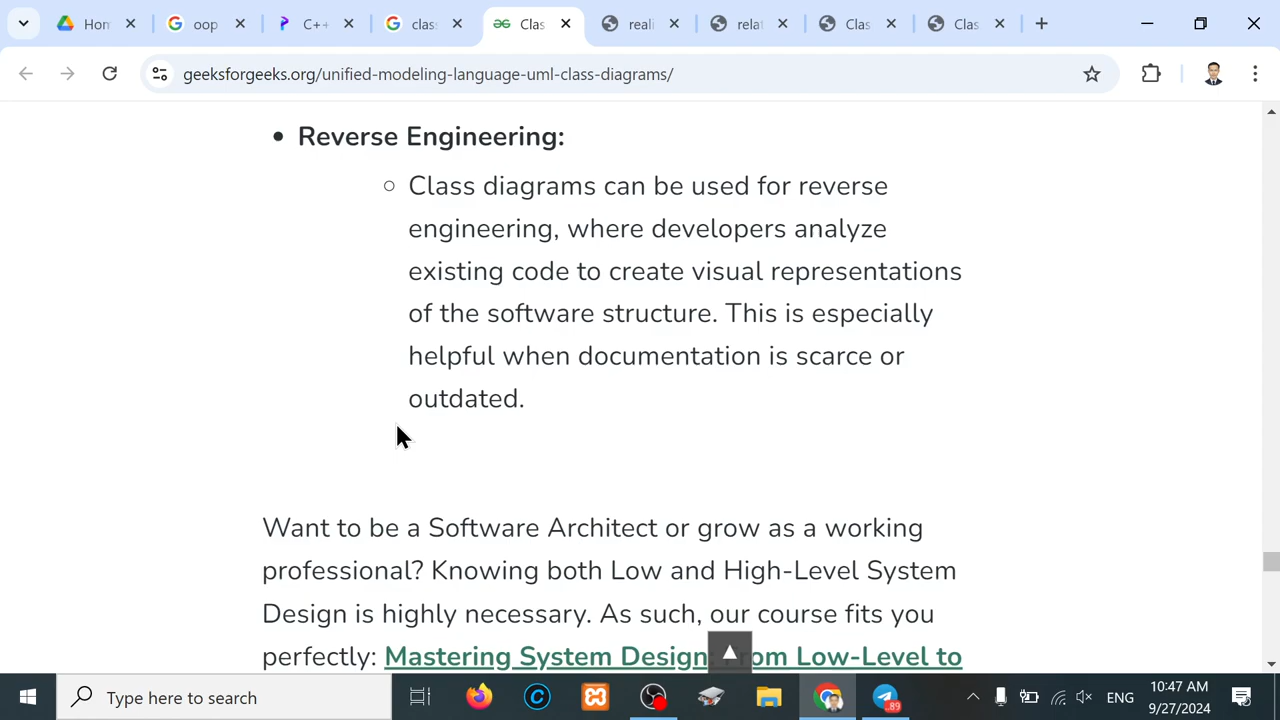 Hom
oop
C++
clas
Clas
reali
relat
Clas
Clas
geeksforgeeks.org/unified-modeling-language-uml-class-diagrams/
Reverse Engineering:
Class diagrams can be used for reverse
engineering, where developers analyze
existing code to create visual representations
of the software structure. This is especially
helpful when documentation is scarce or
outdated.
Want to be a Software Architect or grow as a working
professional? Knowing both Low and High-Level System
Design is highly necessary. As such, our course fits you
perfectly: Mastering System Design: From Low-Level to
Type here to search
.89
ENG
10:47 AM
9/27/2024